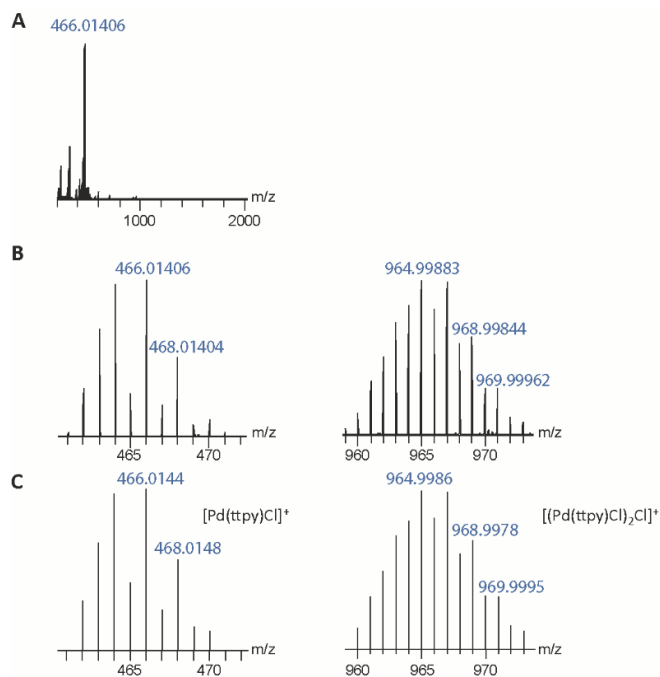 A
466.01406
m/z
1000
2000
B
466.01406
468.01404
m/z
465
470
964.99883
968.99844
969.99962
m/z
960
965
970
C
466.0144
[Pd(ttpy)Cl]⁺
468.0148
m/z
465
470
964.9986
[(Pd(ttpy)Cl)₂Cl]⁺
968.9978
969.9995
m/z
960
965
970